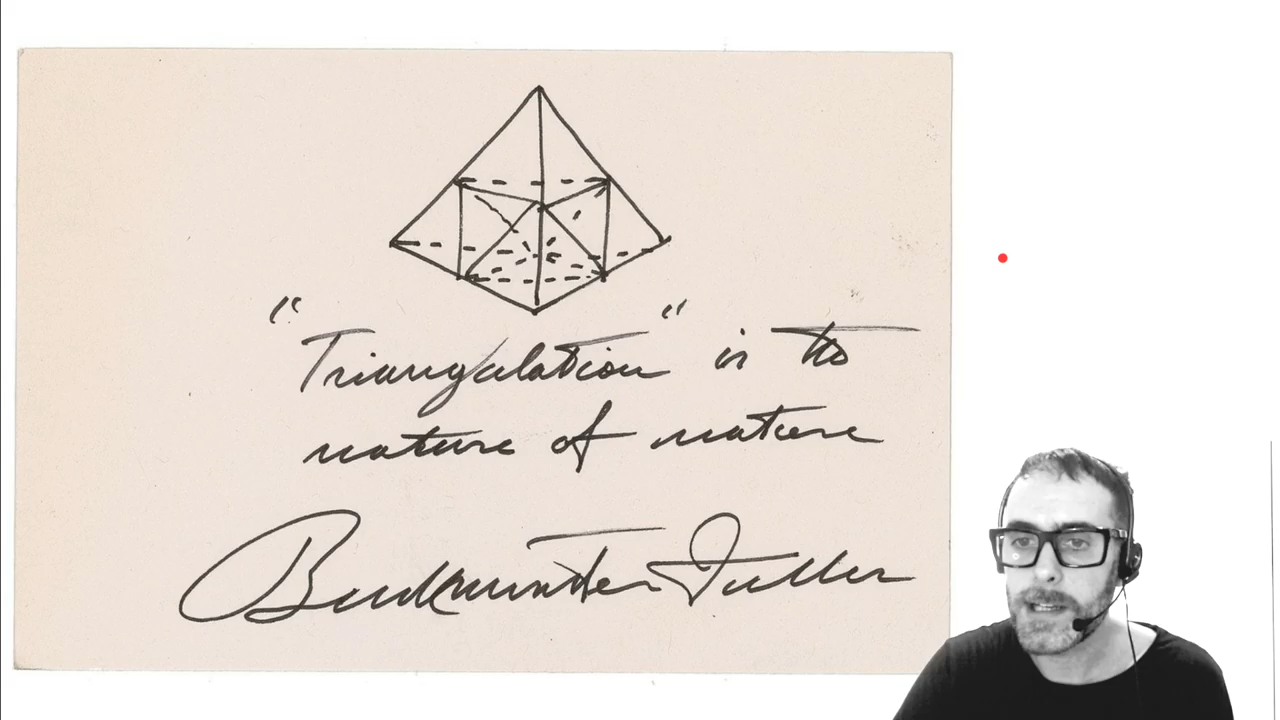 "Triangulation" is the
nature of nature
Buckminster Fuller